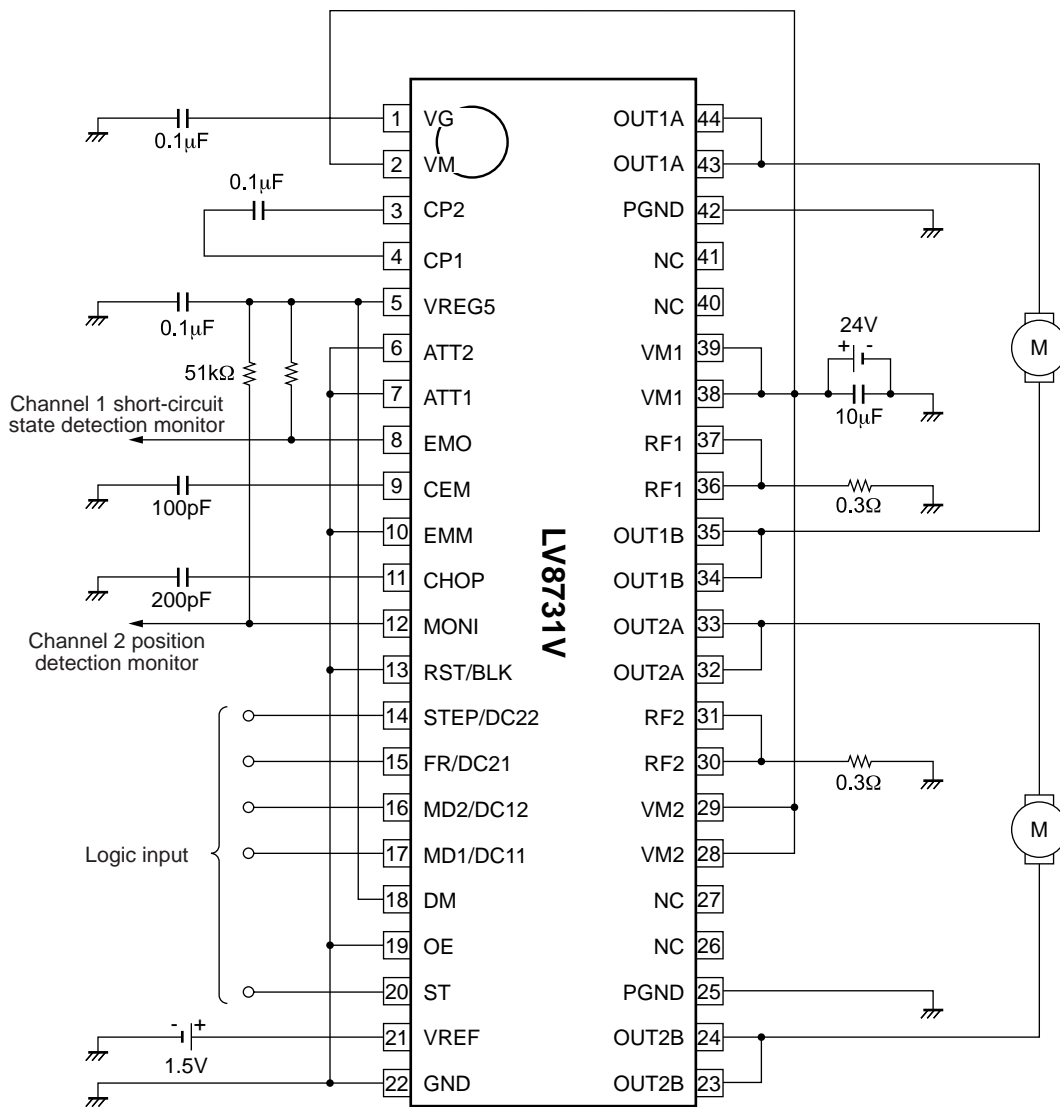 1 VG OUT1A 44
0.1μF
2 VM OUT1A 43
0.1μF
3 CP2 PGND 42
4 CP1 NC 41
5 VREG5 NC 40
0.1μF
24V
+ -
6 ATT2 VM1 39
51kΩ
M
7 ATT1 VM1 38
10μF
Channel 1 short-circuit
state detection monitor
8 EMO RF1 37
9 CEM RF1 36
100pF
0.3Ω
10 EMM OUT1B 35
11 CHOP OUT1B 34
200pF
LV8731V
12 MONI OUT2A 33
Channel 2 position
detection monitor
13 RST/BLK OUT2A 32
14 STEP/DC22 RF2 31
15 FR/DC21 RF2 30
0.3Ω
16 MD2/DC12 VM2 29
M
Logic input
17 MD1/DC11 VM2 28
18 DM NC 27
19 OE NC 26
20 ST PGND 25
- +
21 VREF OUT2B 24
1.5V
22 GND OUT2B 23